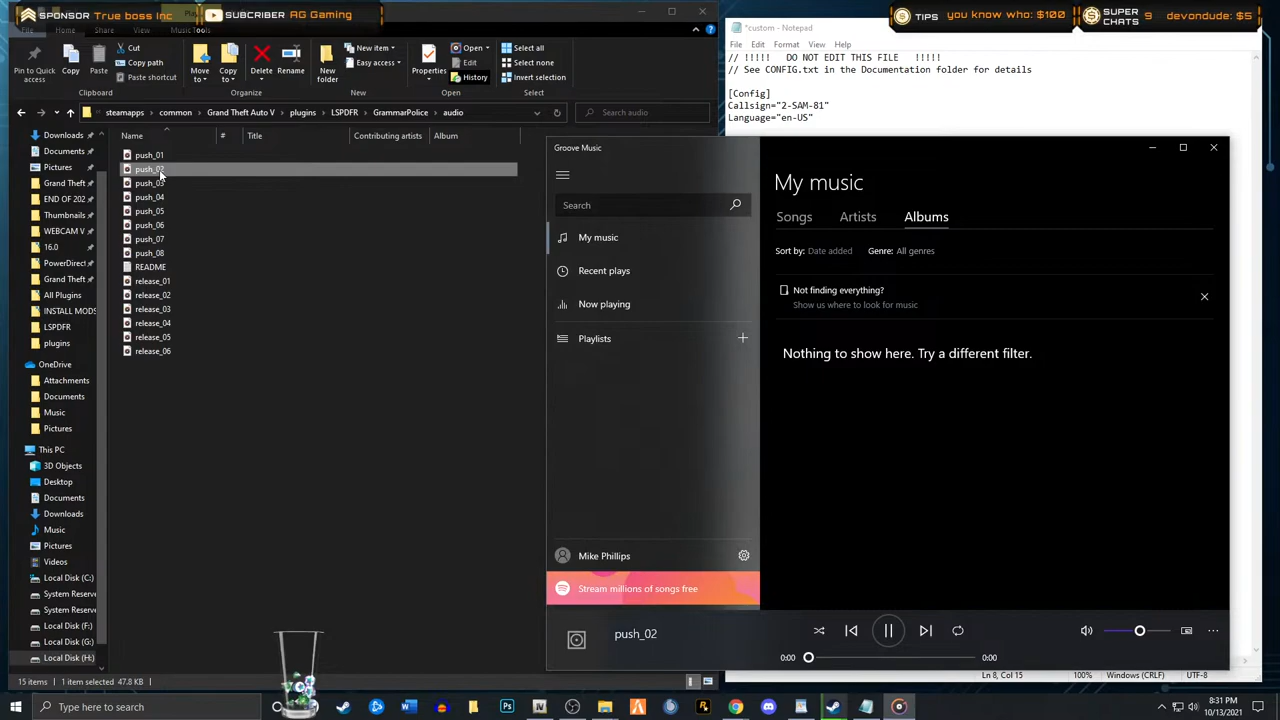 SPONSOR True boss Inc
SUBSCRIBER AG Gaming
TIPS you know who: $100
SUPER CHATS 9 devondude: $5
File Home Share View Music Tools
Pin to Quick access
Copy
Paste
Cut
Copy path
Paste shortcut
Clipboard
Move to
Copy to
Delete
Rename
Organize
New folder
New item
Easy access
New
Properties
Open
Edit
History
Open
Select all
Select none
Invert selection
Select
steamapps > common > Grand Theft Auto V > plugins > LSPDFR > GrammarPolice > audio
Search audio
Name # Title Contributing artists Album
Downloads
Documents
Pictures
Grand Theft
END OF 202
Thumbnails
WEBCAM V
16.0
PowerDirect
Grand Theft
All Plugins
INSTALL MODS
LSPDFR
plugins
OneDrive
Attachments
Documents
Music
Pictures
This PC
3D Objects
Desktop
Documents
Downloads
Music
Pictures
Videos
Local Disk (C:)
System Reserve
System Reserve
Local Disk (F:)
Local Disk (G:)
Local Disk (H:)
push_01
push_02
push_03
push_04
push_05
push_06
push_07
push_08
README
release_01
release_02
release_03
release_04
release_05
release_06
15 items 1 item selected 47.8 KB
*custom - Notepad
File Edit Format View Help
// !!!!! DO NOT EDIT THIS FILE !!!!!
// See CONFIG.txt in the Documentation folder for details
[Config]
Callsign="2-SAM-81"
Language="en-US"
Groove Music
Search
My music
Recent plays
Now playing
Playlists
Mike Phillips
Stream millions of songs free
My music
Songs Artists Albums
Sort by: Date added Genre: All genres
Not finding everything?
Show us where to look for music
Nothing to show here. Try a different filter.
push_02
0:00
0:00
Ln 8, Col 15 100% Windows (CRLF) UTF-8
Type here to search
8:31 PM
10/13/2021